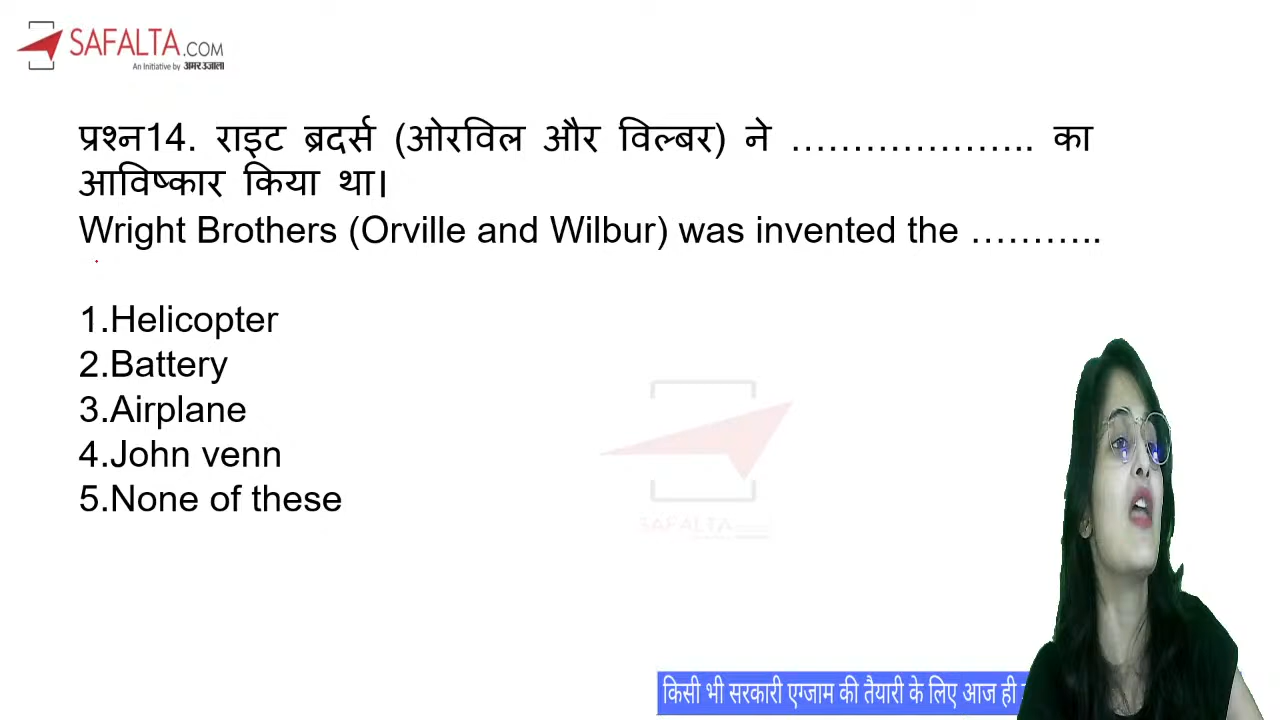 SAFALTA.COM
An Initiative by अमर उजाला
प्रश्न14. राइट ब्रदर्स (ओरविल और विल्बर) ने ………………….. का
आविष्कार किया था।
Wright Brothers (Orville and Wilbur) was invented the ………..
1.Helicopter
2.Battery
3.Airplane
4.John venn
5.None of these
SAFALTA
किसी भी सरकारी एग्जाम की तैयारी के लिए आज ही